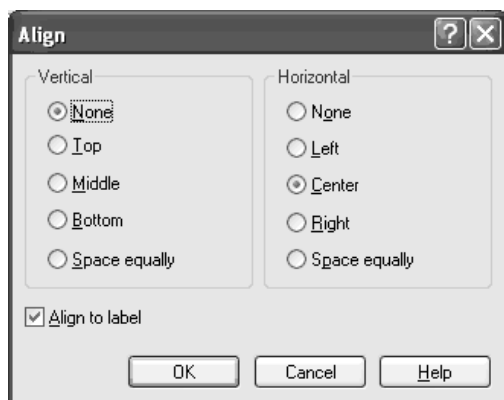 Align
Vertical
None
Top
Middle
Bottom
Space equally
Horizontal
None
Left
Center
Right
Space equally
Align to label
OK Cancel Help